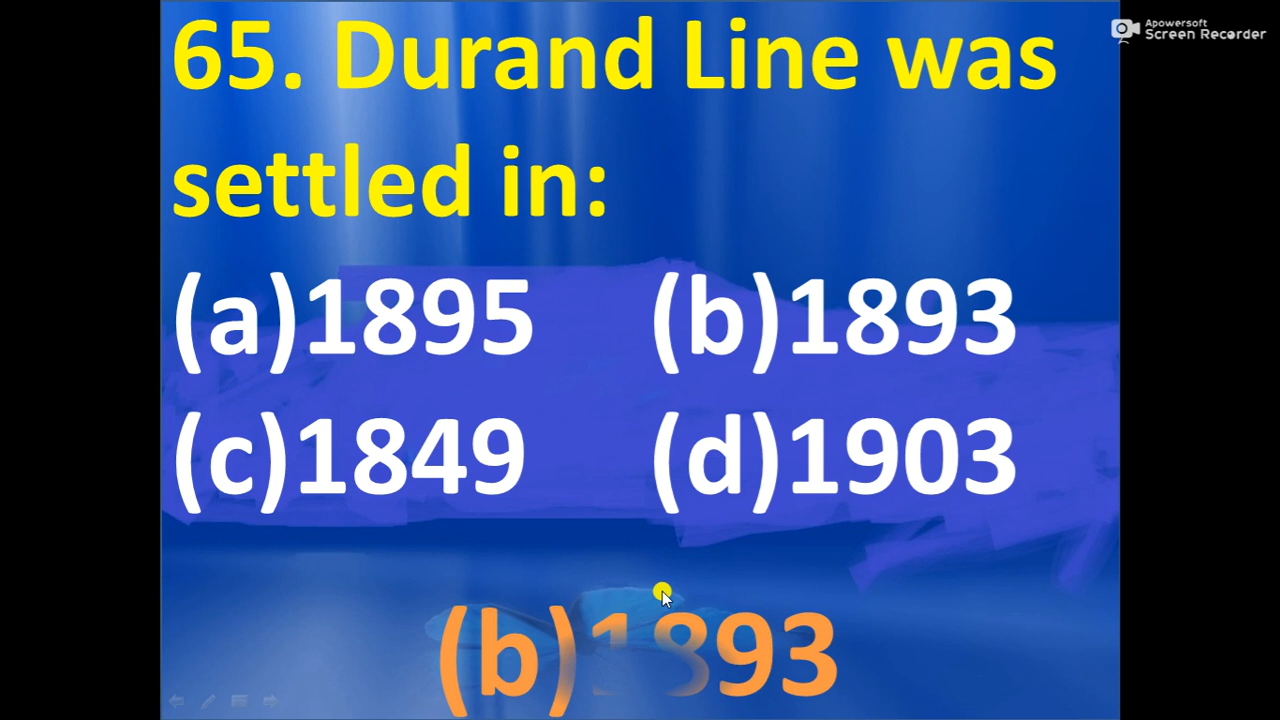 Apowersoft
Screen Recorder
65. Durand Line was
settled in:
(a)1895 (b)1893
(c)1849 (d)1903
(b)1893